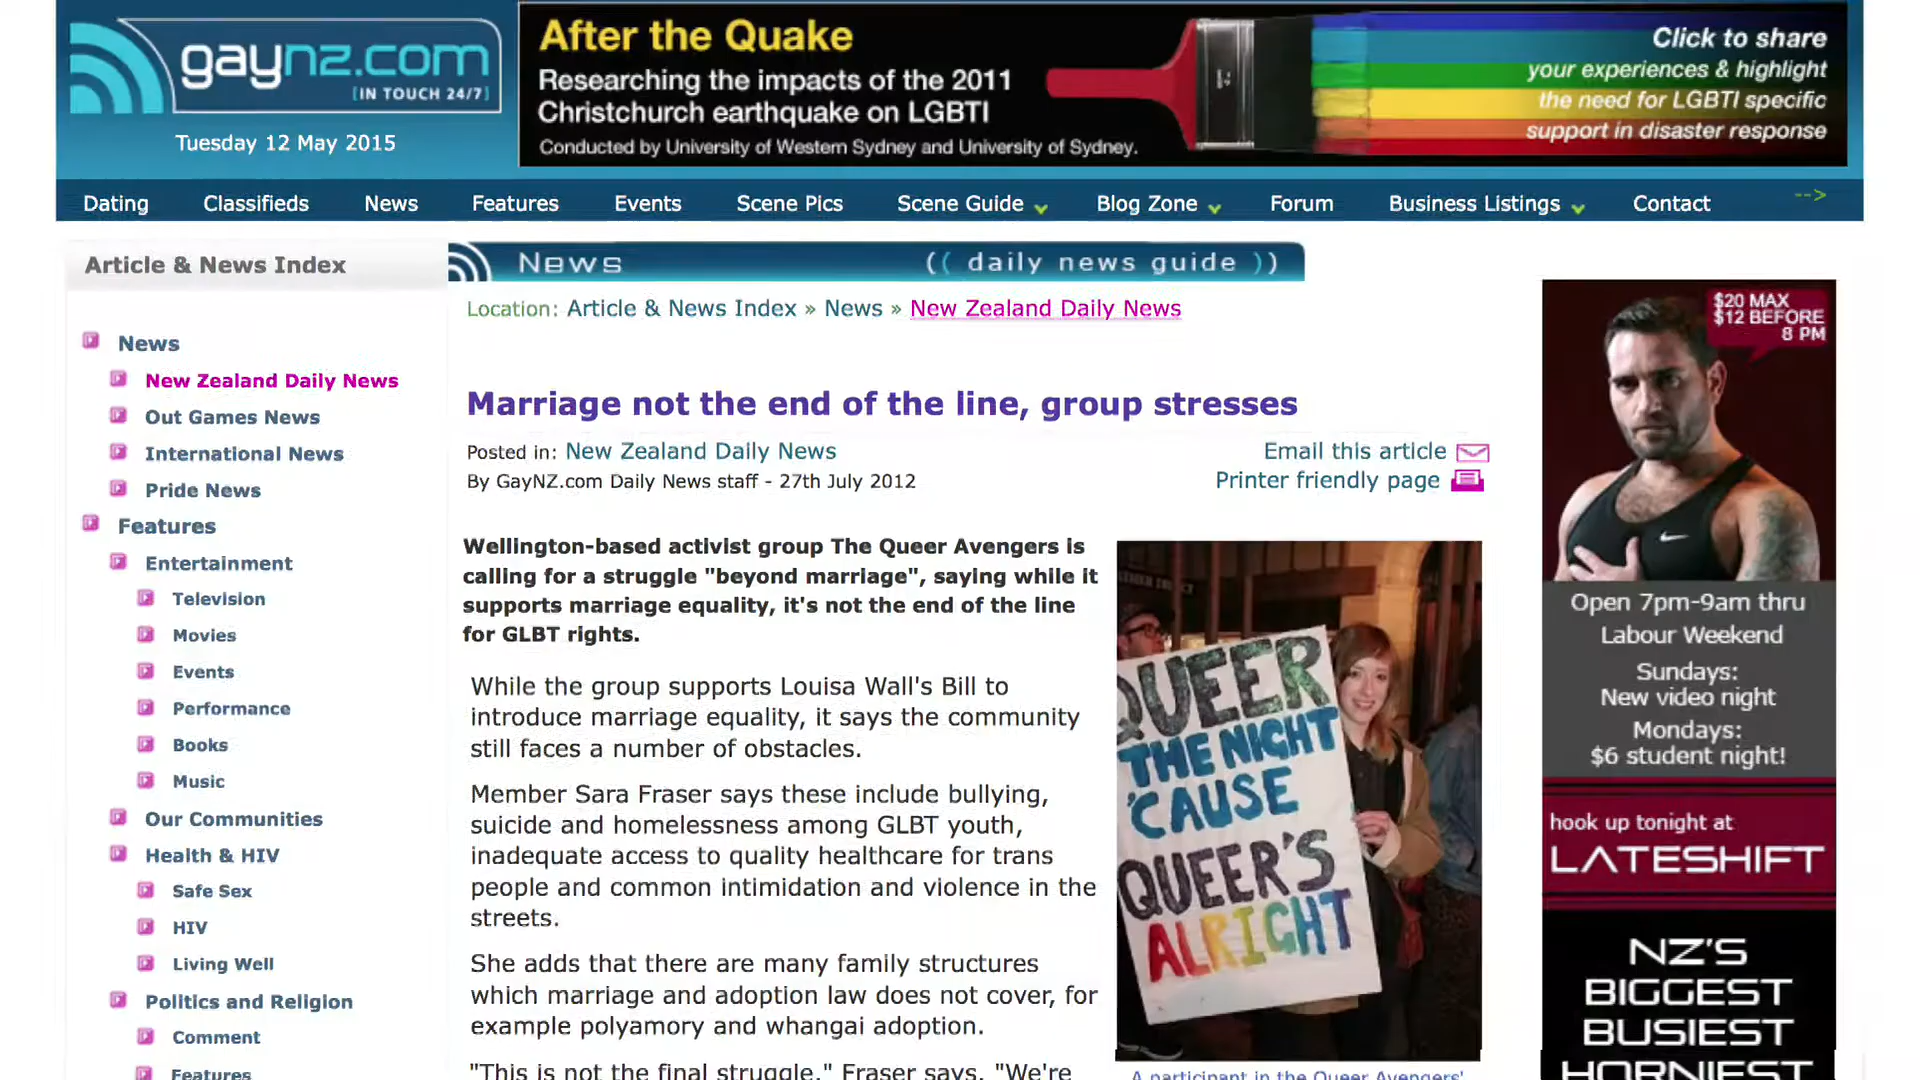 gaynz.com
[IN TOUCH 24/7]
Tuesday 12 May 2015
After the Quake
Researching the impacts of the 2011
Christchurch earthquake on LGBTI
Conducted by University of Western Sydney and University of Sydney.
Click to share
your experiences & highlight
the need for LGBTI specific
support in disaster response
Dating Classifieds News Features Events Scene Pics Scene Guide Blog Zone Forum Business Listings Contact -->
Article & News Index
News
New Zealand Daily News
Out Games News
International News
Pride News
Features
Entertainment
Television
Movies
Events
Performance
Books
Music
Our Communities
Health & HIV
Safe Sex
HIV
Living Well
Politics and Religion
Comment
Features
News (( daily news guide ))
Location: Article & News Index » News » New Zealand Daily News
Marriage not the end of the line, group stresses
Posted in: New Zealand Daily News
By GayNZ.com Daily News staff - 27th July 2012
Email this article
Printer friendly page
Wellington-based activist group The Queer Avengers is
calling for a struggle "beyond marriage", saying while it
supports marriage equality, it's not the end of the line
for GLBT rights.
While the group supports Louisa Wall's Bill to
introduce marriage equality, it says the community
still faces a number of obstacles.
Member Sara Fraser says these include bullying,
suicide and homelessness among GLBT youth,
inadequate access to quality healthcare for trans
people and common intimidation and violence in the
streets.
She adds that there are many family structures
which marriage and adoption law does not cover, for
example polyamory and whangai adoption.
"This is not the final struggle," Fraser says. "We're
QUEER
THE NIGHT
'CAUSE
QUEER'S
ALRIGHT
A participant in the Queer Avengers'
$20 MAX
$12 BEFORE
8 PM
Open 7pm-9am thru
Labour Weekend
Sundays:
New video night
Mondays:
$6 student night!
hook up tonight at
LATESHIFT
NZ'S
BIGGEST
BUSIEST
HORNIEST